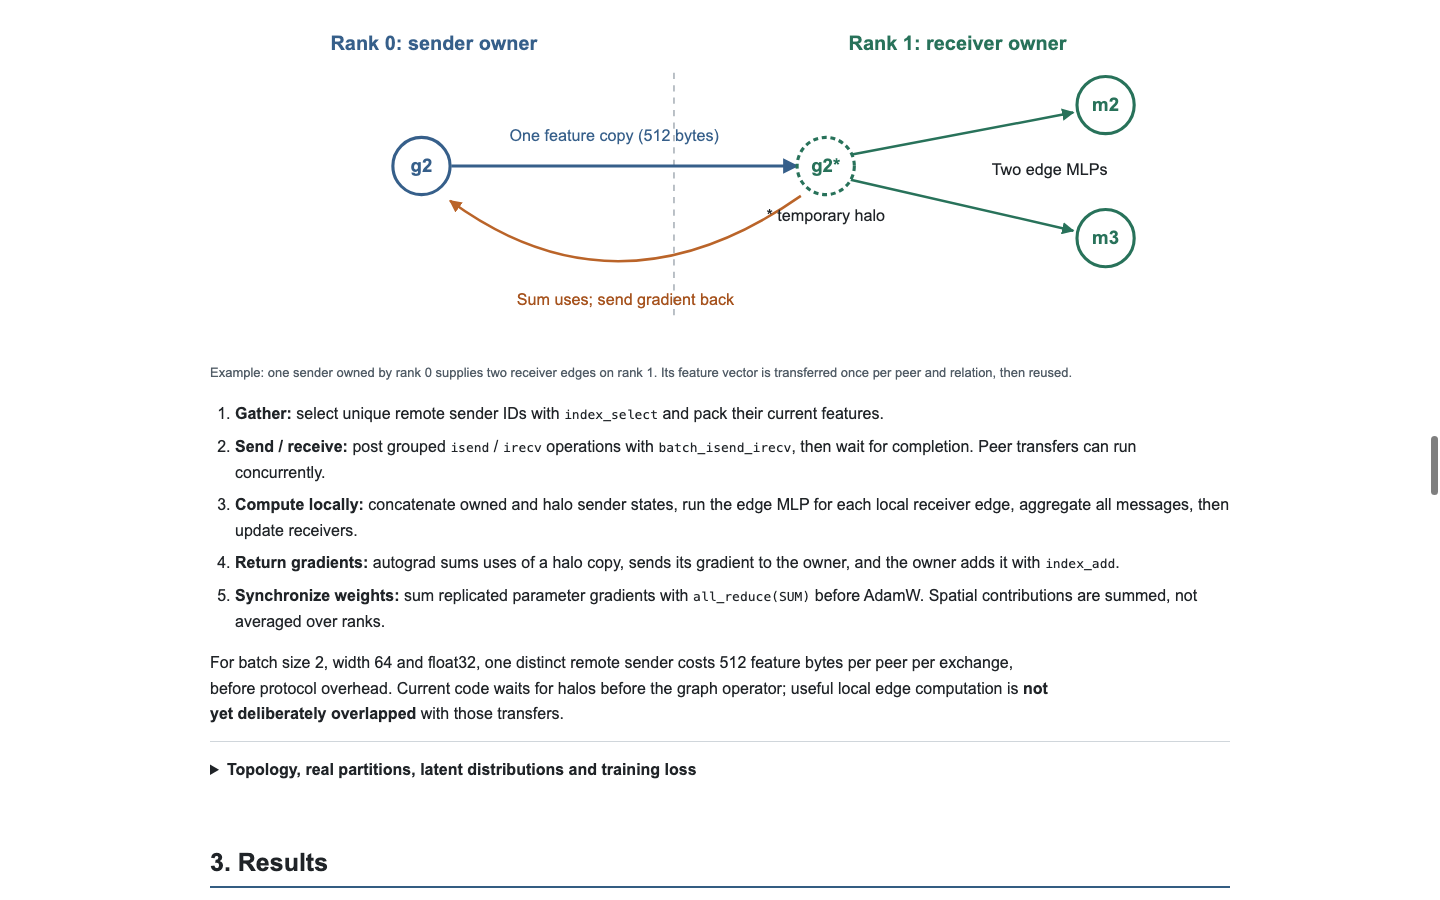 Rank 0: sender owner
Rank 1: receiver owner
m2
One feature copy (512 bytes)
g2
g2*
Two edge MLPs
* temporary halo
m3
Sum uses; send gradient back
Example: one sender owned by rank 0 supplies two receiver edges on rank 1. Its feature vector is transferred once per peer and relation, then reused.
1. Gather: select unique remote sender IDs with index_select and pack their current features.
2. Send / receive: post grouped isend / irecv operations with batch_isend_irecv, then wait for completion. Peer transfers can run
concurrently.
3. Compute locally: concatenate owned and halo sender states, run the edge MLP for each local receiver edge, aggregate all messages, then
update receivers.
4. Return gradients: autograd sums uses of a halo copy, sends its gradient to the owner, and the owner adds it with index_add.
5. Synchronize weights: sum replicated parameter gradients with all_reduce(SUM) before AdamW. Spatial contributions are summed, not
averaged over ranks.
For batch size 2, width 64 and float32, one distinct remote sender costs 512 feature bytes per peer per exchange,
before protocol overhead. Current code waits for halos before the graph operator; useful local edge computation is not
yet deliberately overlapped with those transfers.
Topology, real partitions, latent distributions and training loss
3. Results